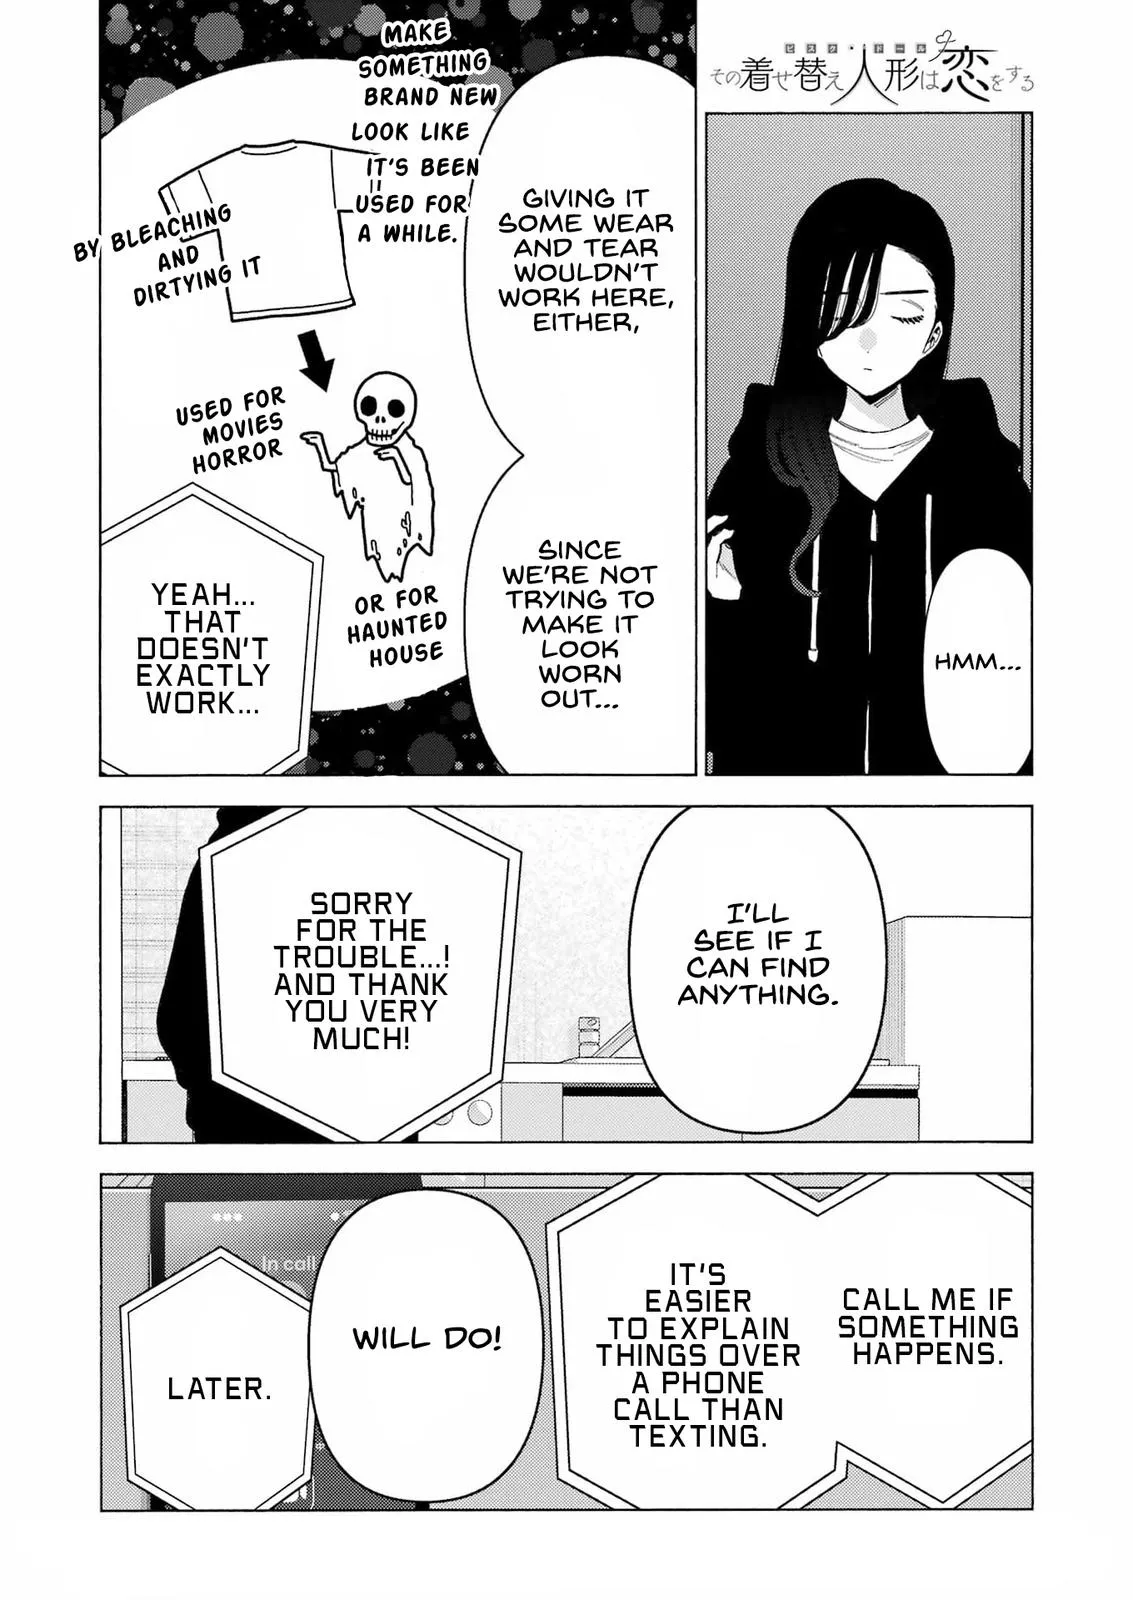 ビスク・ドール
その着せ替え人形は恋をする
HMM...
GIVING IT
SOME WEAR
AND TEAR
WOULDN'T
WORK HERE,
EITHER,
SINCE
WE'RE NOT
TRYING TO
MAKE IT
LOOK
WORN
OUT...
MAKE
SOMETHING
BRAND NEW
LOOK LIKE
IT'S BEEN
USED FOR
A WHILE.
BY BLEACHING
AND
DIRTYING IT
USED FOR
MOVIES
HORROR
OR FOR
HAUNTED
HOUSE
YEAH...
THAT
DOESN'T
EXACTLY
WORK...
I'LL
SEE IF I
CAN FIND
ANYTHING.
SORRY
FOR THE
TROUBLE...!
AND THANK
YOU VERY
MUCH!
CALL ME IF
SOMETHING
HAPPENS.
IT'S
EASIER
TO EXPLAIN
THINGS OVER
A PHONE
CALL THAN
TEXTING.
WILL DO!
In call
LATER.